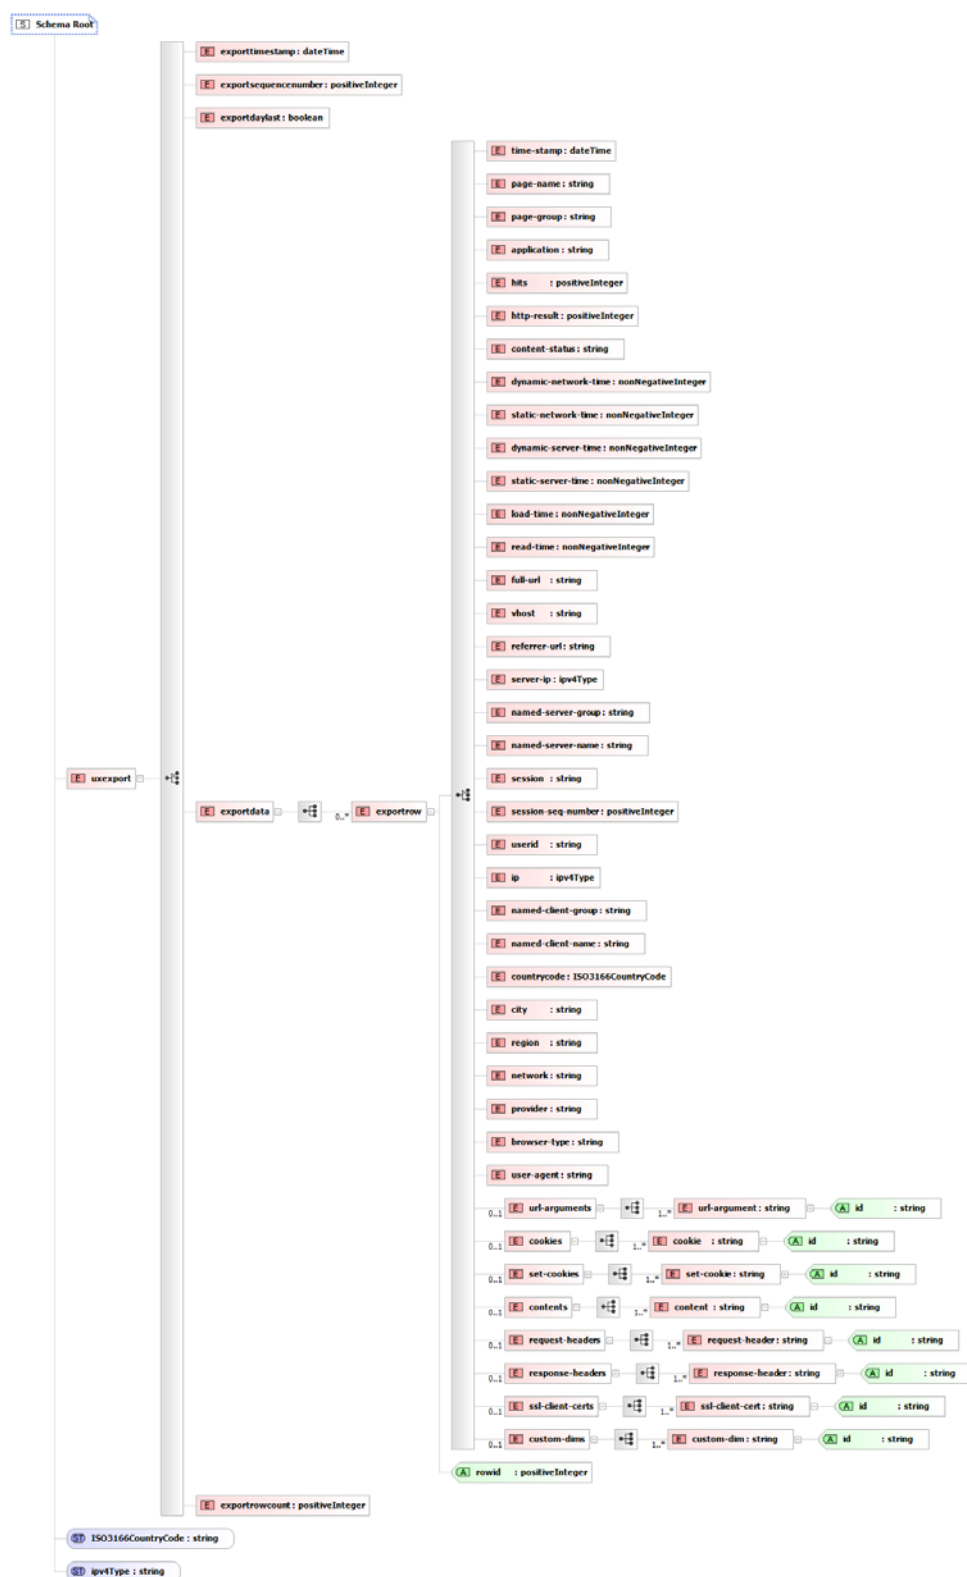 S Schema Root
E exporttimestamp : dateTime
E exportsequencenumber : positiveInteger
E exportdaylast : boolean
E time-stamp : dateTime
E page-name : string
E page-group : string
E application : string
E hits : positiveInteger
E http-result : positiveInteger
E content-status : string
E dynamic-network-time : nonNegativeInteger
E static-network-time : nonNegativeInteger
E dynamic-server-time : nonNegativeInteger
E static-server-time : nonNegativeInteger
E load-time : nonNegativeInteger
E read-time : nonNegativeInteger
E full-url : string
E vhost : string
E referrer-url : string
E server-ip : ipv4Type
E named-server-group : string
E named-server-name : string
E uxexport
E session : string
E exportdata 0..* E exportrow
E session-seq-number : positiveInteger
E userid : string
E ip : ipv4Type
E named-client-group : string
E named-client-name : string
E countrycode : ISO3166CountryCode
E city : string
E region : string
E network : string
E provider : string
E browser-type : string
E user-agent : string
0..1 E url-arguments 1..* E url-argument : string A id : string
0..1 E cookies 1..* E cookie : string A id : string
0..1 E set-cookies 1..* E set-cookie : string A id : string
0..1 E contents 1..* E content : string A id : string
0..1 E request-headers 1..* E request-header : string A id : string
0..1 E response-headers 1..* E response-header : string A id : string
0..1 E ssl-client-certs 1..* E ssl-client-cert : string A id : string
0..1 E custom-dims 1..* E custom-dim : string A id : string
A rowid : positiveInteger
E exportrowcount : positiveInteger
ST ISO3166CountryCode : string
ST ipv4Type : string